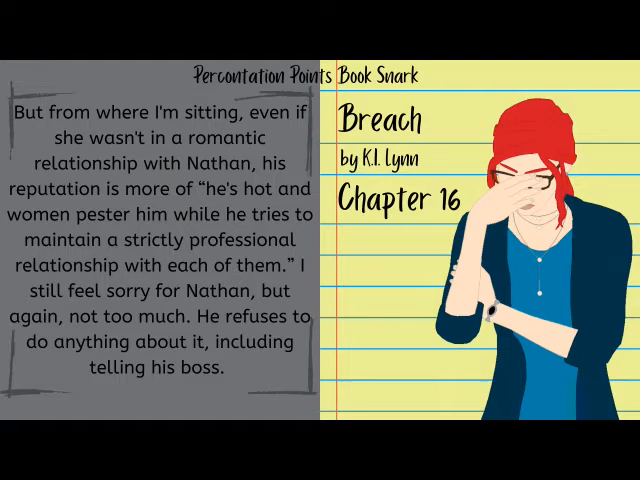 Percontation Points Book Snark
But from where I'm sitting, even if
she wasn't in a romantic
relationship with Nathan, his
reputation is more of “he's hot and
women pester him while he tries to
maintain a strictly professional
relationship with each of them.” I
still feel sorry for Nathan, but
again, not too much. He refuses to
do anything about it, including
telling his boss.
Breach
by K.I. Lynn
Chapter 16